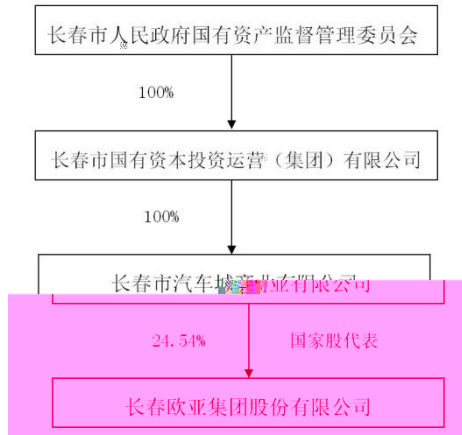 长春市人民政府国有资产监督管理委员会
100%
长春市国有资本投资运营（集团）有限公司
100%
长春市汽车城商业有限公司
24.54% 国家股代表
长春欧亚集团股份有限公司